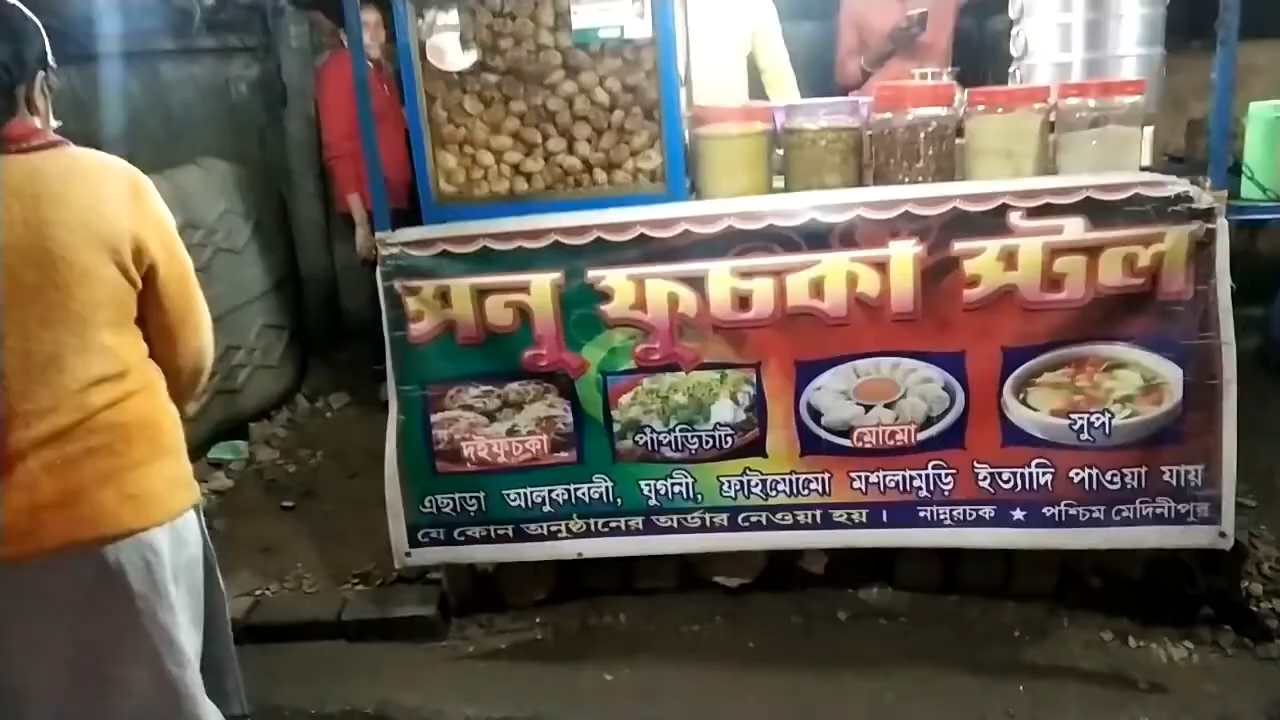 সনু ফুচকা স্টল
দইফুচকা
পাঁপড়িচাট
মোমো
সুপ
এছাড়া আলুকাবলী, ঘুগনী, ফ্রাইমোমো মশলামুড়ি ইত্যাদি পাওয়া যায়
যে কোন অনুষ্ঠানের অর্ডার নেওয়া হয়। নান্নুরচক ★ পশ্চিম মেদিনীপুর